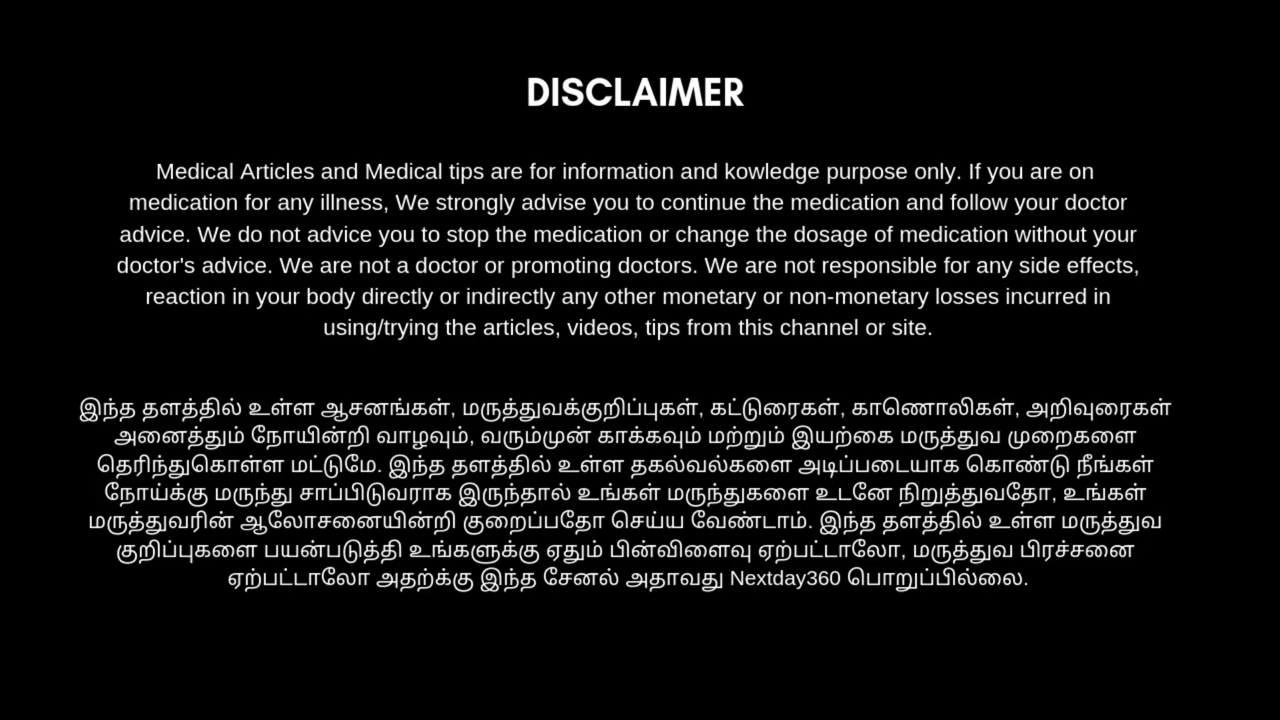 DISCLAIMER
Medical Articles and Medical tips are for information and kowledge purpose only. If you are on
medication for any illness, We strongly advise you to continue the medication and follow your doctor
advice. We do not advice you to stop the medication or change the dosage of medication without your
doctor's advice. We are not a doctor or promoting doctors. We are not responsible for any side effects,
reaction in your body directly or indirectly any other monetary or non-monetary losses incurred in
using/trying the articles, videos, tips from this channel or site.
இந்த தளத்தில் உள்ள ஆசனங்கள், மருத்துவக்குறிப்புகள், கட்டுரைகள், காணொலிகள், அறிவுரைகள்
அனைத்தும் நோயின்றி வாழவும், வரும்முன் காக்கவும் மற்றும் இயற்கை மருத்துவ முறைகளை
தெரிந்துகொள்ள மட்டுமே. இந்த தளத்தில் உள்ள தகல்வல்களை அடிப்படையாக கொண்டு நீங்கள்
நோய்க்கு மருந்து சாப்பிடுவராக இருந்தால் உங்கள் மருந்துகளை உடனே நிறுத்துவதோ, உங்கள்
மருத்துவரின் ஆலோசனையின்றி குறைப்பதோ செய்ய வேண்டாம். இந்த தளத்தில் உள்ள மருத்துவ
குறிப்புகளை பயன்படுத்தி உங்களுக்கு ஏதும் பின்விளைவு ஏற்பட்டாலோ, மருத்துவ பிரச்சனை
ஏற்பட்டாலோ அதற்க்கு இந்த சேனல் அதாவது Nextday360 பொறுப்பில்லை.